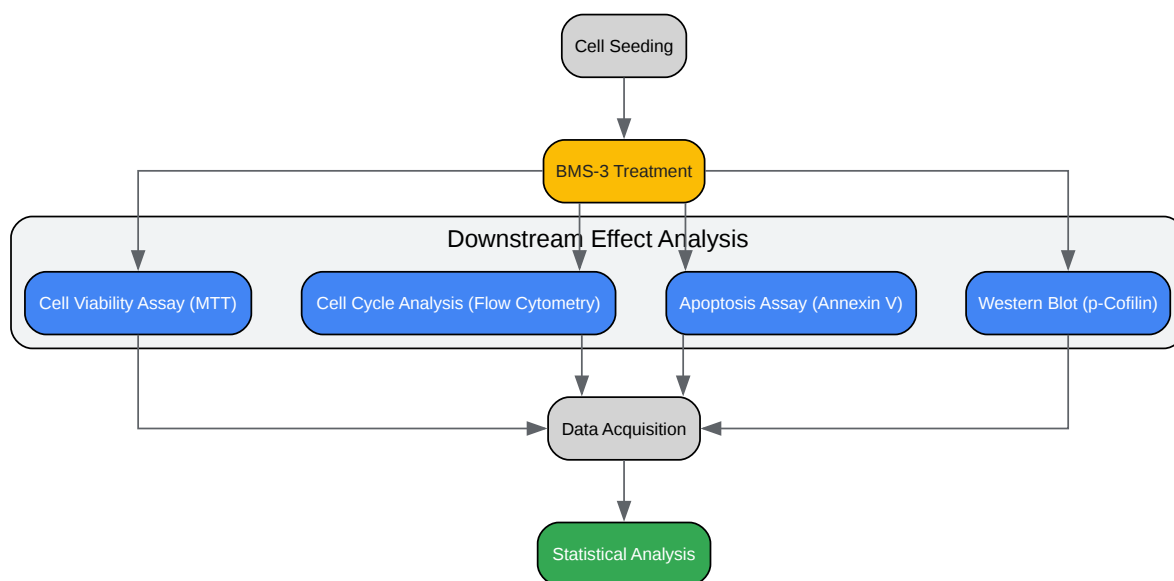 Cell Seeding
BMS-3 Treatment
Downstream Effect Analysis
Cell Viability Assay (MTT)
Cell Cycle Analysis (Flow Cytometry)
Apoptosis Assay (Annexin V)
Western Blot (p-Cofilin)
Data Acquisition
Statistical Analysis